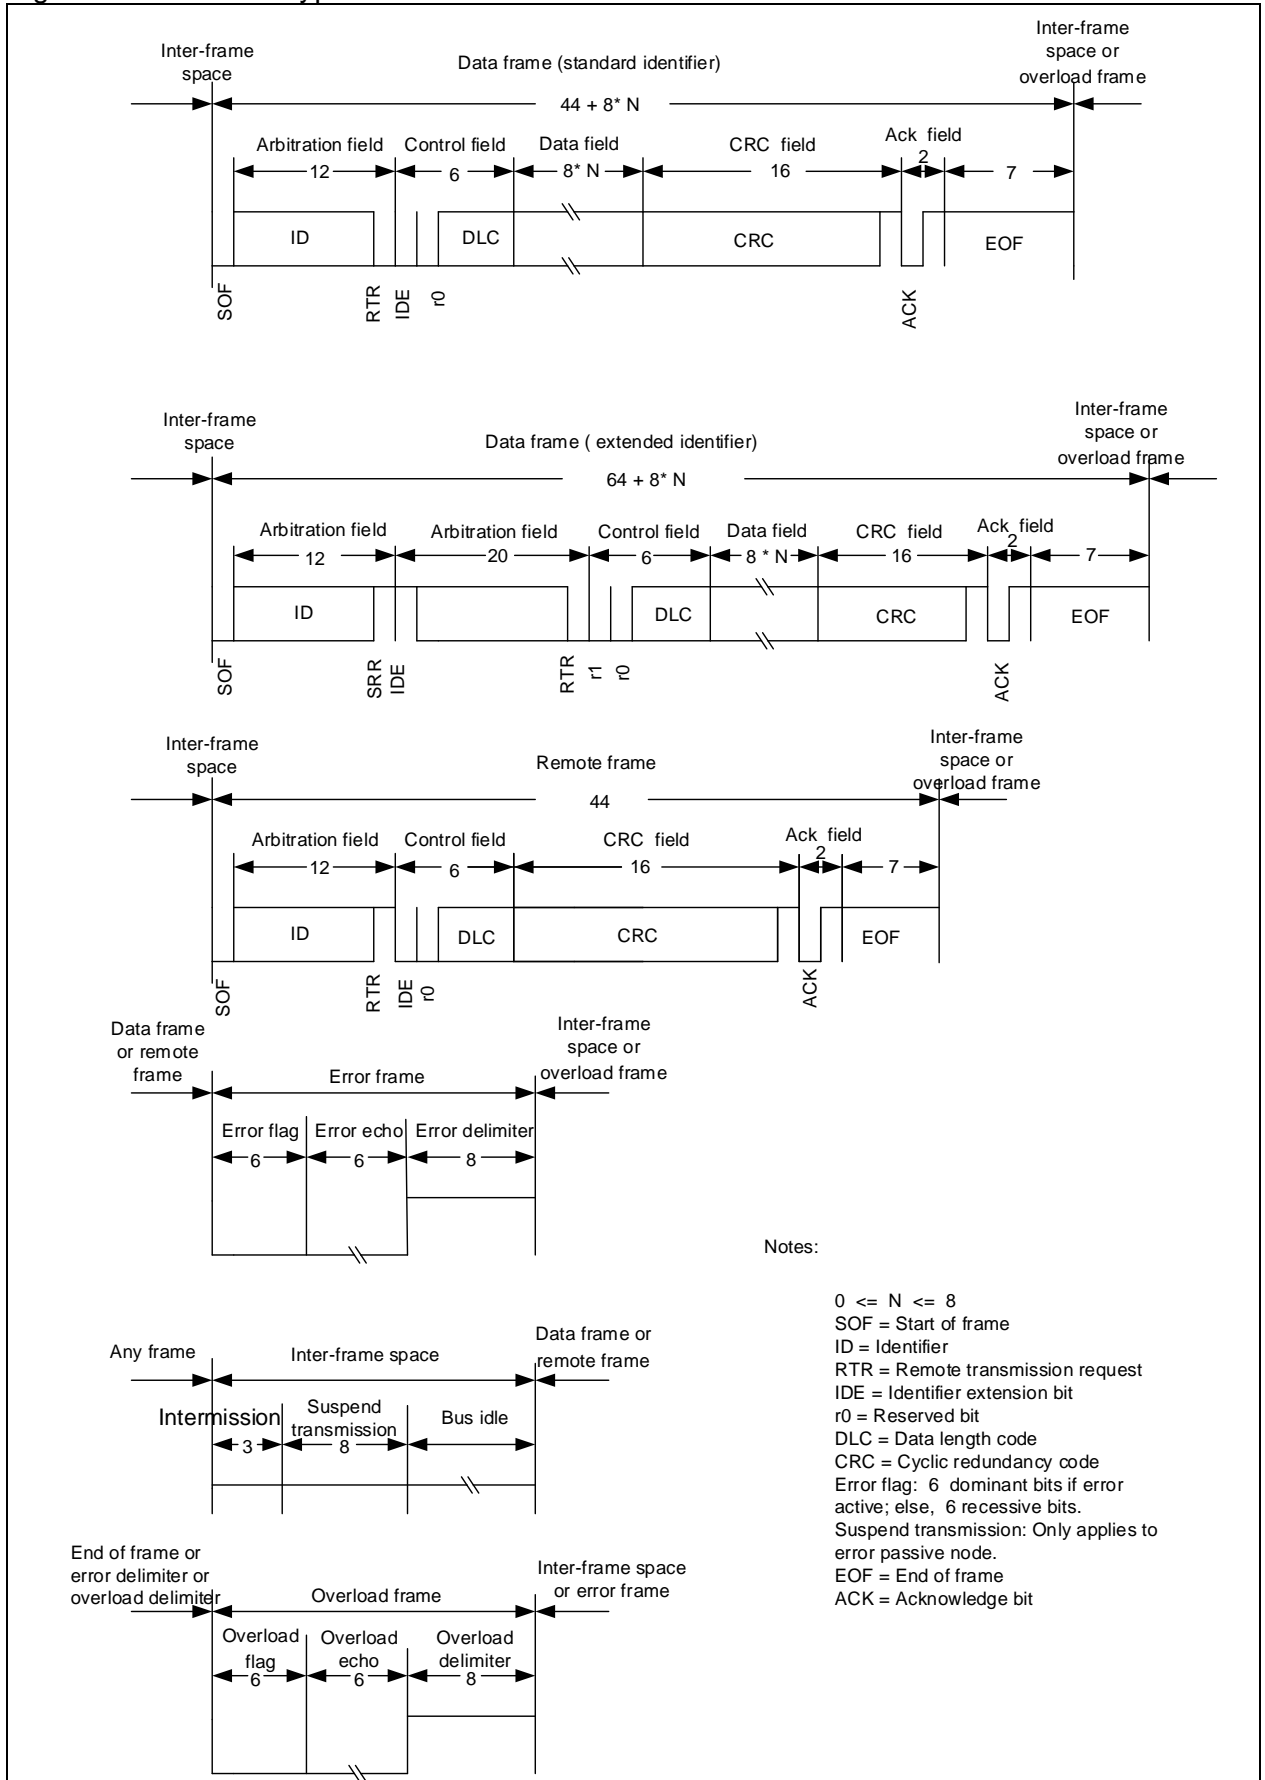 Inter-frame
space
Data frame (standard identifier)
Inter-frame
space or
overload frame
44 + 8* N
Arbitration field
Control field
Data field
CRC field
Ack field
12
6
8* N
16
2
7
ID
DLC
CRC
EOF
SOF
RTR
IDE
r0
ACK
Inter-frame
space
Data frame ( extended identifier)
Inter-frame
space or
overload frame
64 + 8* N
Arbitration field
Arbitration field
Control field
Data field
CRC field
Ack field
12
20
6
8 * N
16
2
7
ID
DLC
CRC
EOF
SOF
SRR
IDE
RTR
r1
r0
ACK
Inter-frame
space
Remote frame
Inter-frame
space or
overload frame
44
Arbitration field
Control field
CRC field
Ack field
12
6
16
2
7
ID
DLC
CRC
EOF
SOF
RTR
IDE
r0
ACK
Data frame
or remote
frame
Error frame
Inter-frame
space or
overload frame
Error flag
Error echo
Error delimiter
6
6
8
Any frame
Inter-frame space
Data frame or
remote frame
Intermission
Suspend
transmission
Bus idle
3
8
End of frame or
error delimiter or
overload delimiter
Overload frame
Inter-frame space
or error frame
Overload
flag
Overload
echo
Overload
delimiter
6
6
8
Notes:
0 <= N <= 8
SOF = Start of frame
ID = Identifier
RTR = Remote transmission request
IDE = Identifier extension bit
r0 = Reserved bit
DLC = Data length code
CRC = Cyclic redundancy code
Error flag: 6 dominant bits if error
active; else, 6 recessive bits.
Suspend transmission: Only applies to
error passive node.
EOF = End of frame
ACK = Acknowledge bit